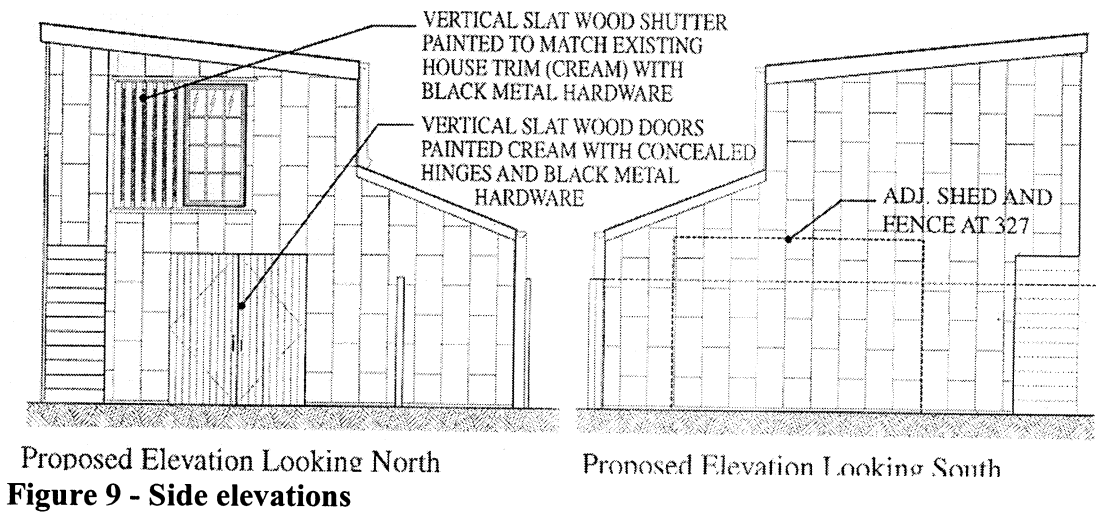 VERTICAL SLAT WOOD SHUTTER
PAINTED TO MATCH EXISTING
HOUSE TRIM (CREAM) WITH
BLACK METAL HARDWARE
VERTICAL SLAT WOOD DOORS
PAINTED CREAM WITH CONCEALED
HINGES AND BLACK METAL
HARDWARE
ADJ. SHED AND
FENCE AT 327
Proposed Elevation Looking North
Proposed Elevation Looking South
Figure 9 - Side elevations